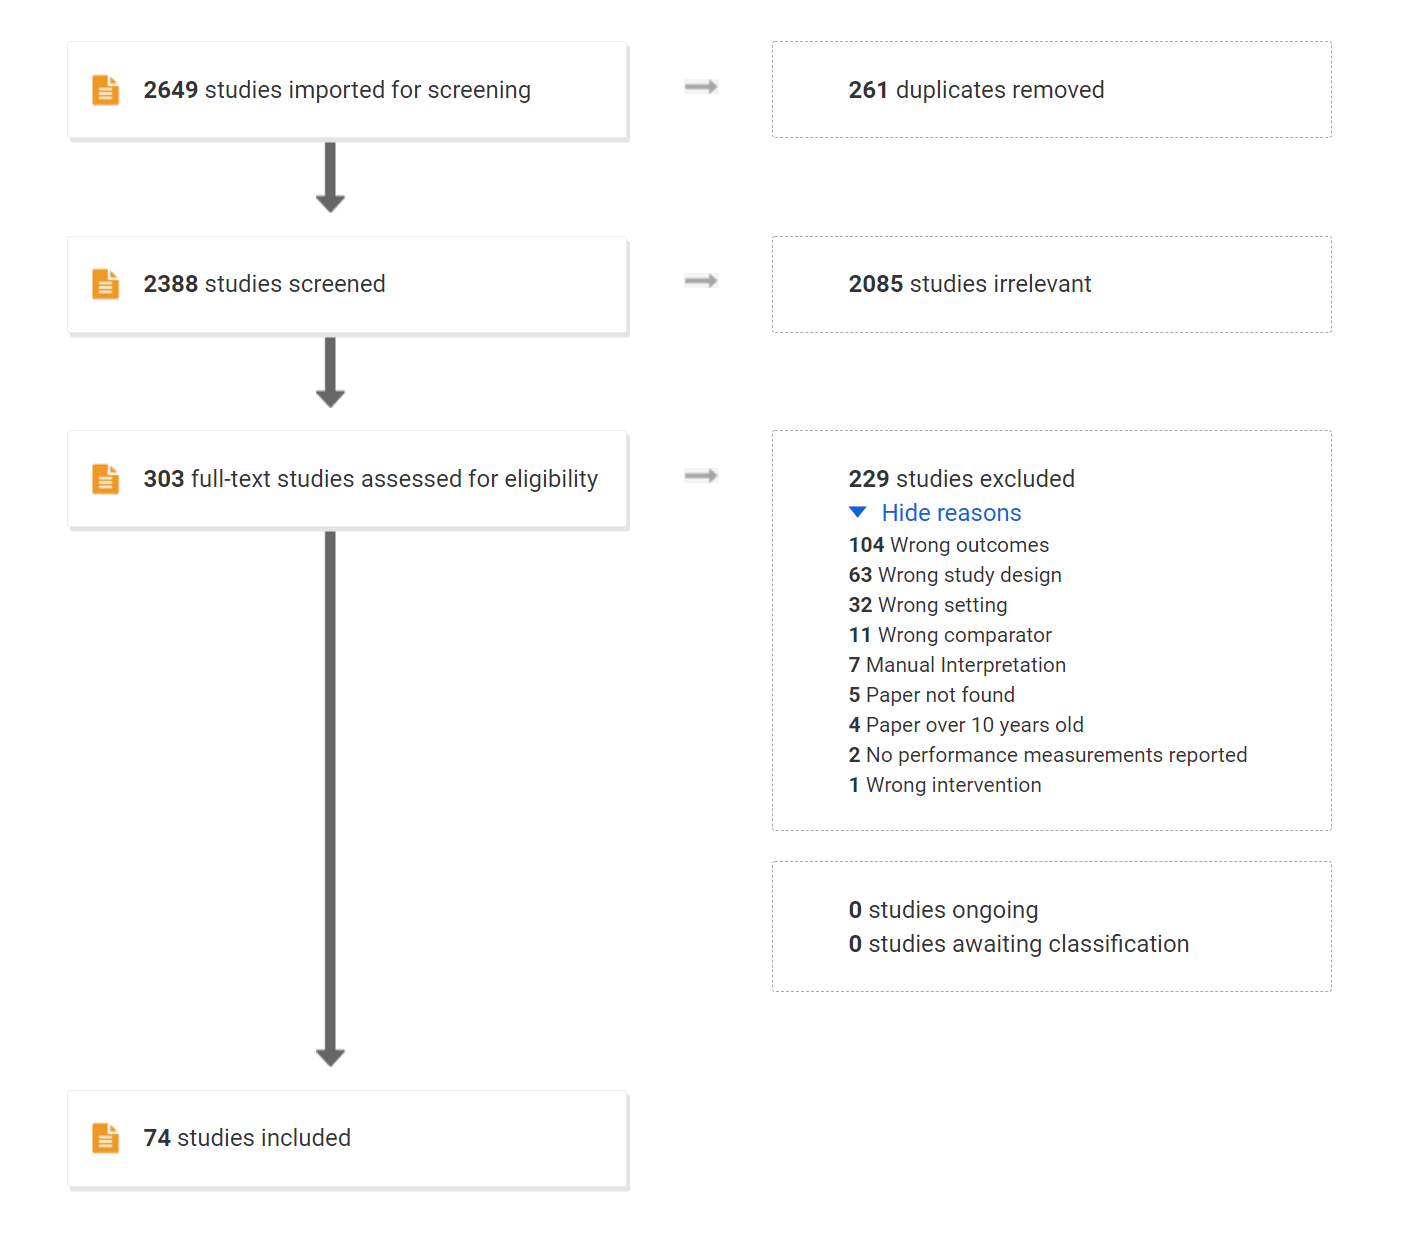 2649 studies imported for screening
261 duplicates removed
2388 studies screened
2085 studies irrelevant
303 full-text studies assessed for eligibility
229 studies excluded
Hide reasons
104 Wrong outcomes
63 Wrong study design
32 Wrong setting
11 Wrong comparator
7 Manual Interpretation
5 Paper not found
4 Paper over 10 years old
2 No performance measurements reported
1 Wrong intervention
0 studies ongoing
0 studies awaiting classification
74 studies included